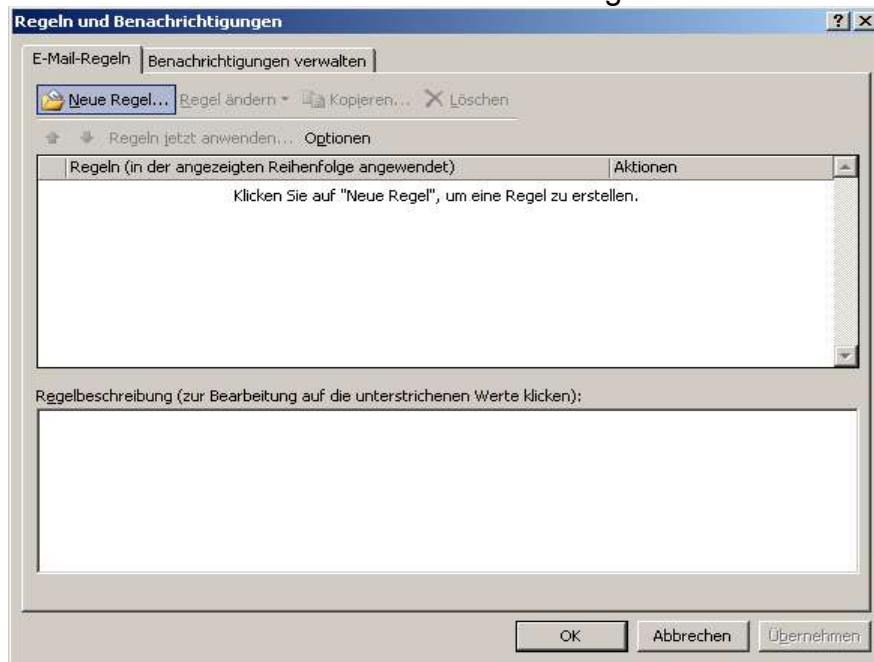 Regeln und Benachrichtigungen
E-Mail-Regeln Benachrichtigungen verwalten
Neue Regel... Regel ändern Kopieren... Löschen
Regeln jetzt anwenden... Optionen
Regeln (in der angezeigten Reihenfolge angewendet) Aktionen
Klicken Sie auf "Neue Regel", um eine Regel zu erstellen.
Regelbeschreibung (zur Bearbeitung auf die unterstrichenen Werte klicken):
OK Abbrechen Übernehmen